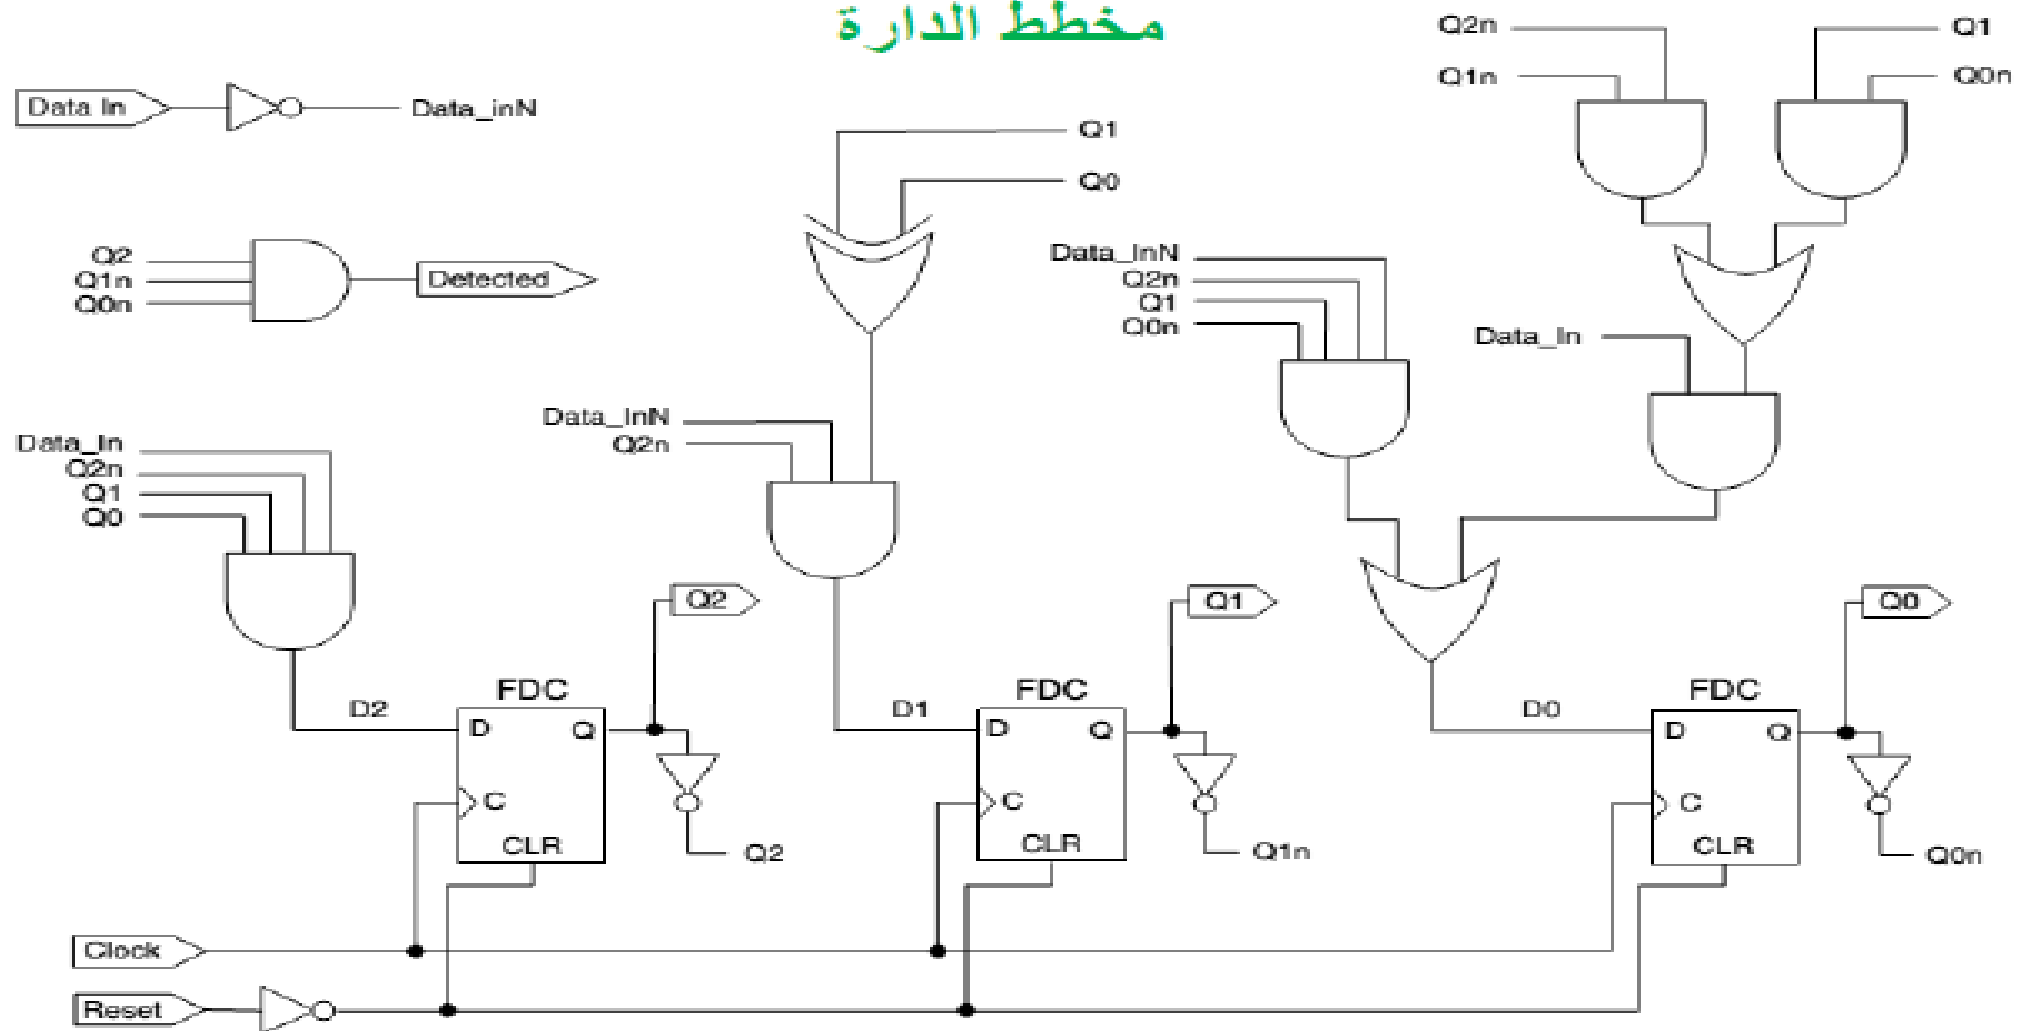 مخطط الدارة
Data In
Data_inN
Q2
Q1n
Q0n
Detected
Q1
Q0
Q2n
Q1n
Q1
Q0n
Data_InN
Q2n
Q1
Q0n
Data_In
Data_InN
Q2n
Data_In
Q2n
Q1
Q0
Q2
Q1
Q0
FDC
FDC
FDC
D2
D
Q
C
CLR
Q2
D1
D
Q
C
CLR
Q1n
D0
D
Q
C
CLR
Q0n
Clock
Reset